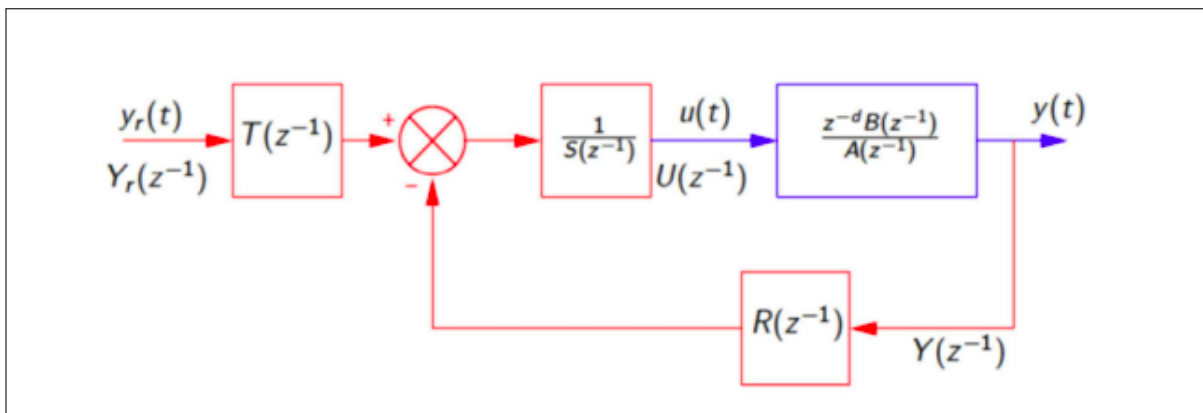 y_r(t)
Y_r(z^{-1})
T(z^{-1})
+
-
1
S(z^{-1})
u(t)
U(z^{-1})
z^{-d}B(z^{-1})
A(z^{-1})
y(t)
R(z^{-1})
Y(z^{-1})